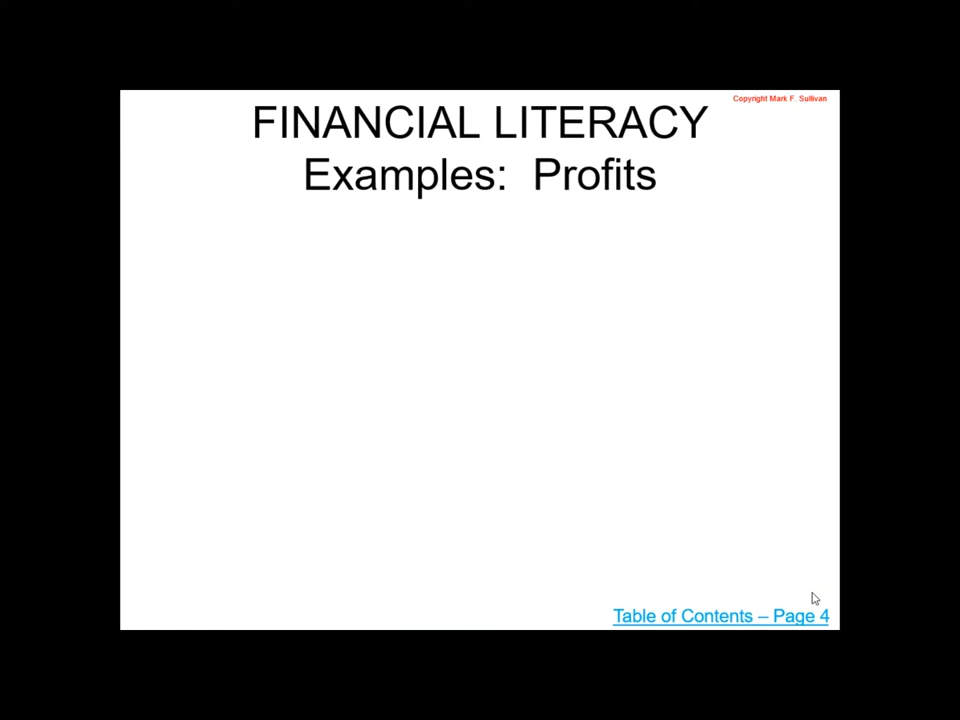 Copyright Mark F. Sullivan
FINANCIAL LITERACY
Examples:  Profits
Table of Contents – Page 4